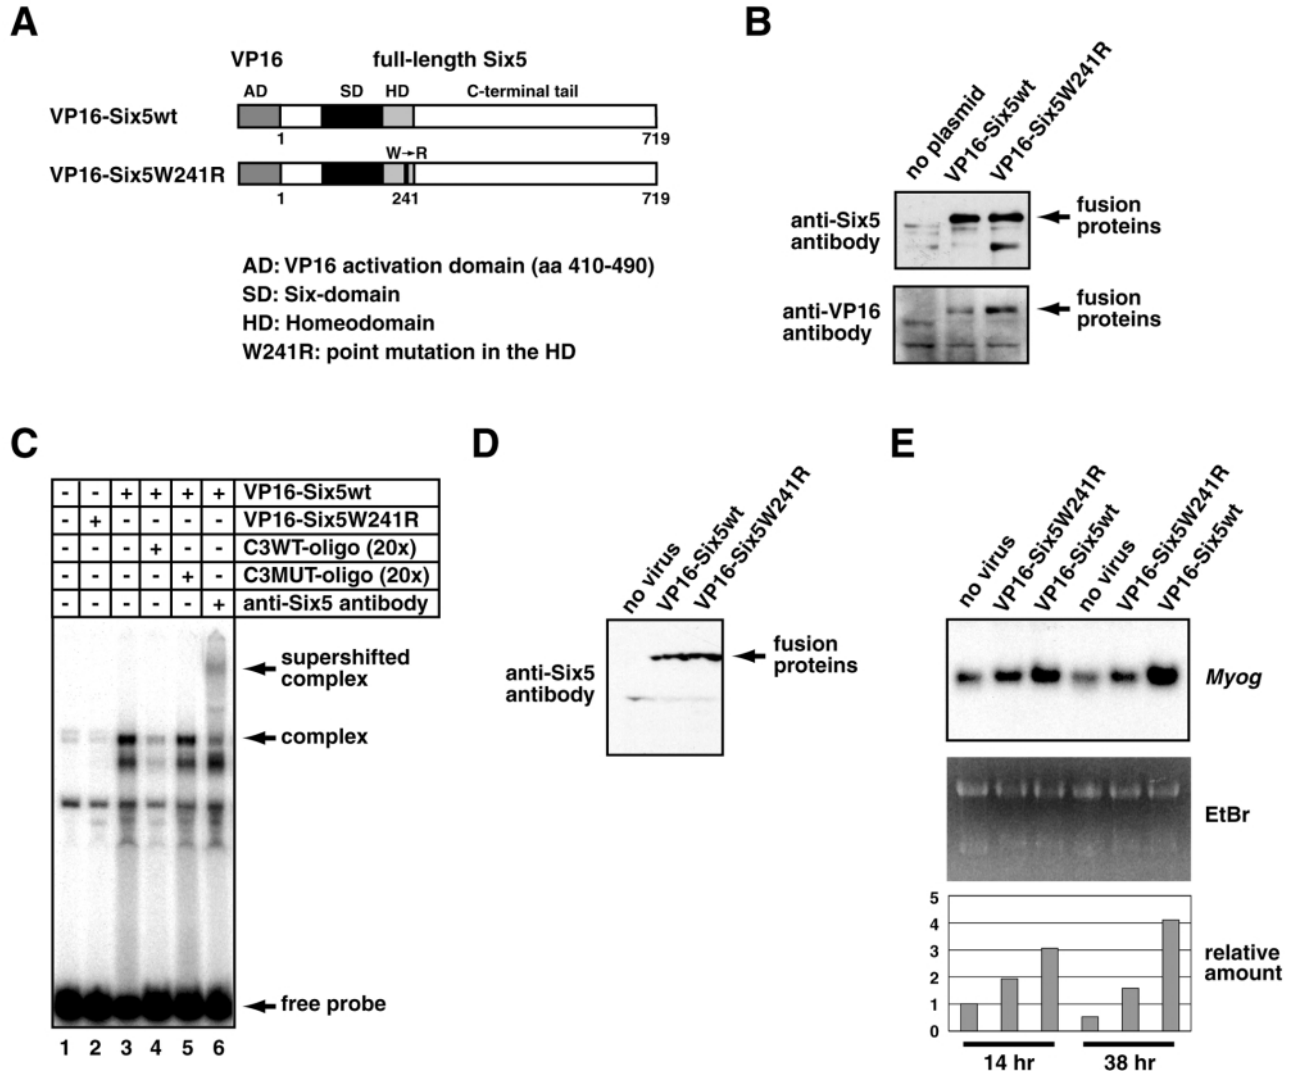 A
VP16 full-length Six5
AD SD HD C-terminal tail
VP16-Six5wt
1 719
W→R
VP16-Six5W241R
1 241 719
AD: VP16 activation domain (aa 410-490)
SD: Six-domain
HD: Homeodomain
W241R: point mutation in the HD
B
no plasmid
VP16-Six5wt
VP16-Six5W241R
anti-Six5
antibody
fusion
proteins
anti-VP16
antibody
fusion
proteins
C
- - + + + + VP16-Six5wt
- + - - - - VP16-Six5W241R
- - - + - - C3WT-oligo (20x)
- - - - + - C3MUT-oligo (20x)
- - - - - + anti-Six5 antibody
supershifted
complex
complex
free probe
1 2 3 4 5 6
D
no virus
VP16-Six5wt
VP16-Six5W241R
anti-Six5
antibody
fusion
proteins
E
no virus
VP16-Six5W241R
VP16-Six5wt
no virus
VP16-Six5W241R
VP16-Six5wt
Myog
EtBr
5
4
3
2
1
0
relative
amount
14 hr 38 hr